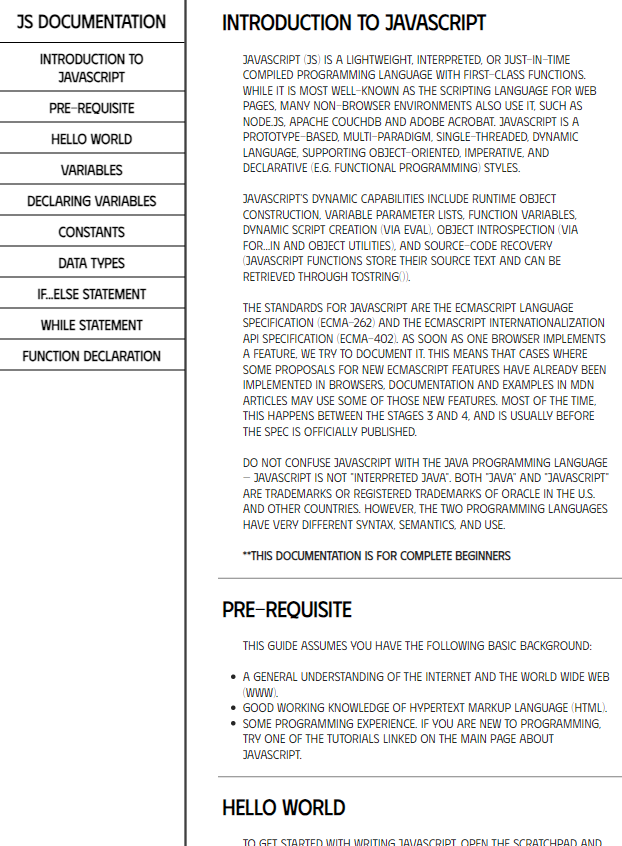 JS DOCUMENTATION
INTRODUCTION TO
JAVASCRIPT
PRE-REQUISITE
HELLO WORLD
VARIABLES
DECLARING VARIABLES
CONSTANTS
DATA TYPES
IF...ELSE STATEMENT
WHILE STATEMENT
FUNCTION DECLARATION
INTRODUCTION TO JAVASCRIPT
JAVASCRIPT (JS) IS A LIGHTWEIGHT, INTERPRETED, OR JUST-IN-TIME
COMPILED PROGRAMMING LANGUAGE WITH FIRST-CLASS FUNCTIONS.
WHILE IT IS MOST WELL-KNOWN AS THE SCRIPTING LANGUAGE FOR WEB
PAGES, MANY NON-BROWSER ENVIRONMENTS ALSO USE IT, SUCH AS
NODE.JS, APACHE COUCHDB AND ADOBE ACROBAT. JAVASCRIPT IS A
PROTOTYPE-BASED, MULTI-PARADIGM, SINGLE-THREADED, DYNAMIC
LANGUAGE, SUPPORTING OBJECT-ORIENTED, IMPERATIVE, AND
DECLARATIVE (E.G. FUNCTIONAL PROGRAMMING) STYLES.
JAVASCRIPT'S DYNAMIC CAPABILITIES INCLUDE RUNTIME OBJECT
CONSTRUCTION, VARIABLE PARAMETER LISTS, FUNCTION VARIABLES,
DYNAMIC SCRIPT CREATION (VIA EVAL), OBJECT INTROSPECTION (VIA
FOR...IN AND OBJECT UTILITIES), AND SOURCE-CODE RECOVERY
(JAVASCRIPT FUNCTIONS STORE THEIR SOURCE TEXT AND CAN BE
RETRIEVED THROUGH TOSTRING()).
THE STANDARDS FOR JAVASCRIPT ARE THE ECMASCRIPT LANGUAGE
SPECIFICATION (ECMA-262) AND THE ECMASCRIPT INTERNATIONALIZATION
API SPECIFICATION (ECMA-402). AS SOON AS ONE BROWSER IMPLEMENTS
A FEATURE, WE TRY TO DOCUMENT IT. THIS MEANS THAT CASES WHERE
SOME PROPOSALS FOR NEW ECMASCRIPT FEATURES HAVE ALREADY BEEN
IMPLEMENTED IN BROWSERS, DOCUMENTATION AND EXAMPLES IN MDN
ARTICLES MAY USE SOME OF THOSE NEW FEATURES. MOST OF THE TIME,
THIS HAPPENS BETWEEN THE STAGES 3 AND 4, AND IS USUALLY BEFORE
THE SPEC IS OFFICIALLY PUBLISHED.
DO NOT CONFUSE JAVASCRIPT WITH THE JAVA PROGRAMMING LANGUAGE
— JAVASCRIPT IS NOT "INTERPRETED JAVA". BOTH "JAVA" AND "JAVASCRIPT"
ARE TRADEMARKS OR REGISTERED TRADEMARKS OF ORACLE IN THE U.S.
AND OTHER COUNTRIES. HOWEVER, THE TWO PROGRAMMING LANGUAGES
HAVE VERY DIFFERENT SYNTAX, SEMANTICS, AND USE.
**THIS DOCUMENTATION IS FOR COMPLETE BEGINNERS
PRE-REQUISITE
THIS GUIDE ASSUMES YOU HAVE THE FOLLOWING BASIC BACKGROUND:
• A GENERAL UNDERSTANDING OF THE INTERNET AND THE WORLD WIDE WEB
(WWW).
• GOOD WORKING KNOWLEDGE OF HYPERTEXT MARKUP LANGUAGE (HTML).
• SOME PROGRAMMING EXPERIENCE. IF YOU ARE NEW TO PROGRAMMING,
TRY ONE OF THE TUTORIALS LINKED ON THE MAIN PAGE ABOUT
JAVASCRIPT.
HELLO WORLD
TO GET STARTED WITH WRITING JAVASCRIPT, OPEN THE SCRATCHPAD AND